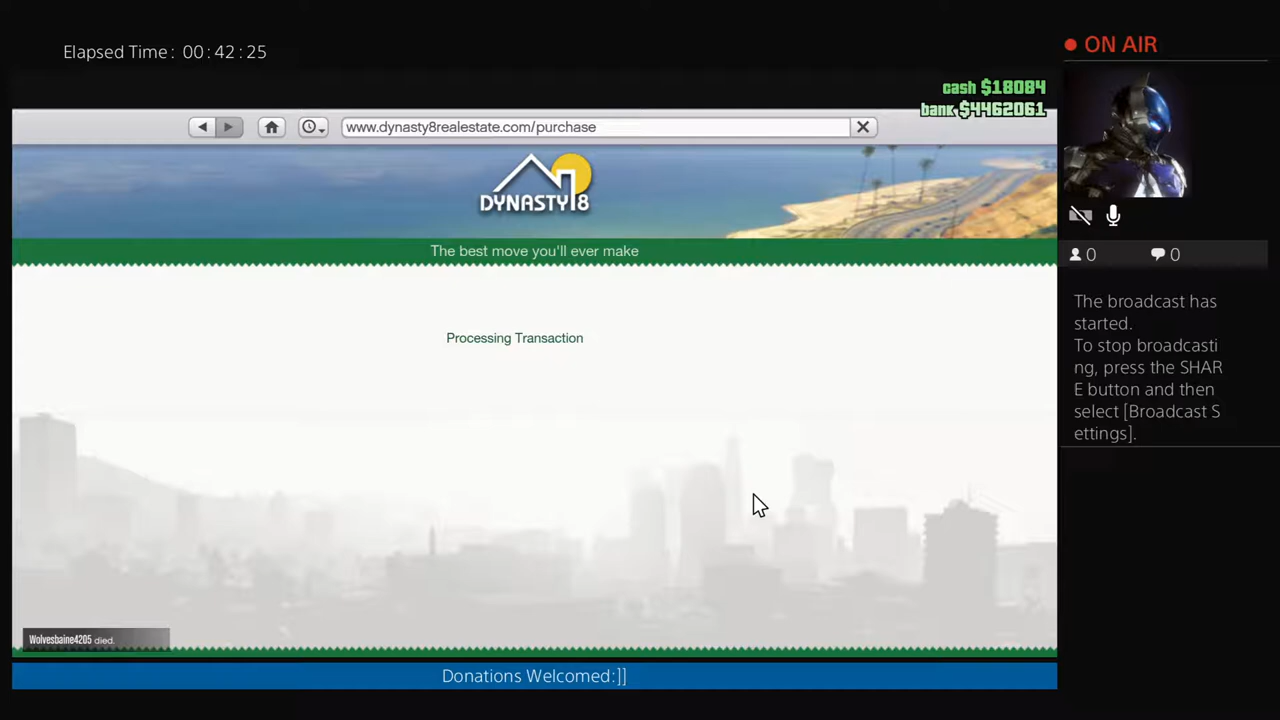 Elapsed Time: 00:42:25
ON AIR
cash $18084
bank $4462061
www.dynasty8realestate.com/purchase
DYNASTY8
The best move you'll ever make
0
0
The broadcast has
started.
To stop broadcasti
ng, press the SHAR
E button and then
select [Broadcast S
ettings].
Processing Transaction
Wolvesbaine4205 died.
Donations Welcomed:]]